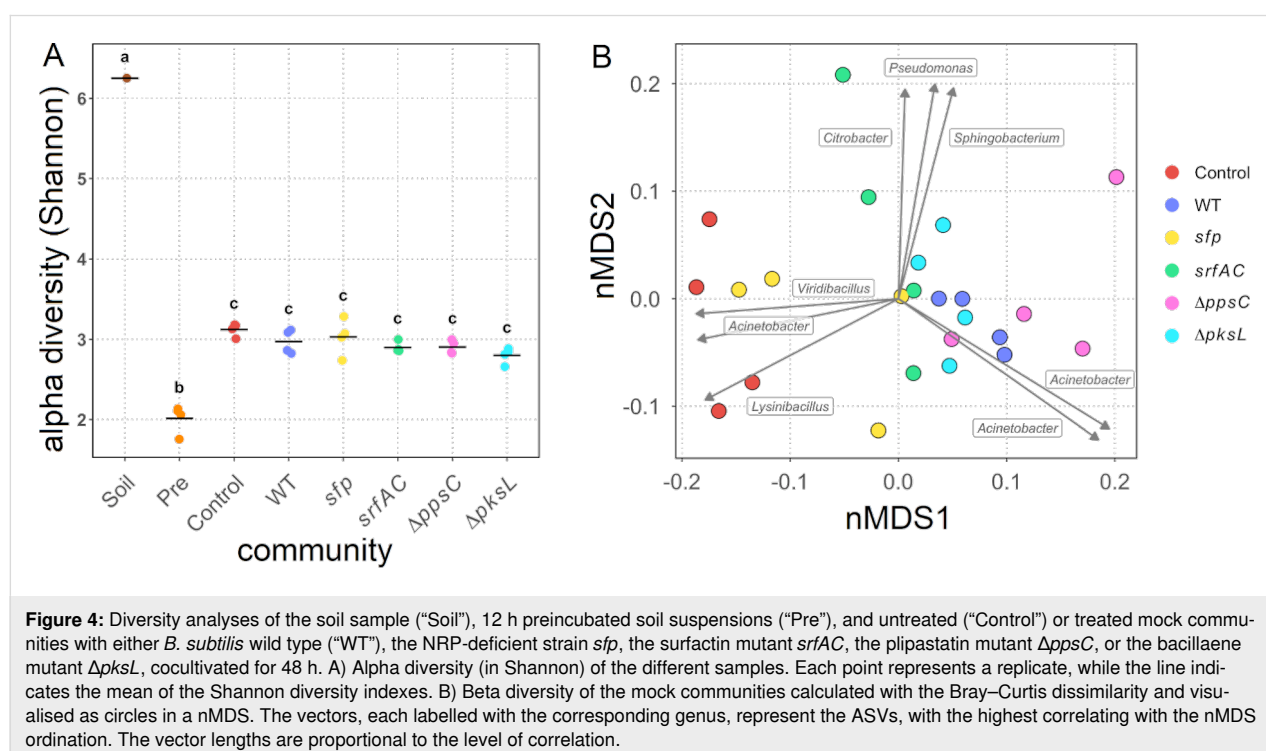 A
alpha diversity (Shannon)
6
5
4
3
2
a
b
c
c
c
c
c
c
Soil
Pre
Control
WT
sfp
srfAC
ΔppsC
ΔpksL
community
B
nMDS2
0.2
0.1
0.0
-0.1
Pseudomonas
Citrobacter
Sphingobacterium
Viridibacillus
Acinetobacter
Lysinibacillus
Acinetobacter
Acinetobacter
-0.2
-0.1
0.0
0.1
0.2
nMDS1
Control
WT
sfp
srfAC
ΔppsC
ΔpksL
Figure 4: Diversity analyses of the soil sample (“Soil”), 12 h preincubated soil suspensions (“Pre”), and untreated (“Control”) or treated mock commu-
nities with either B. subtilis wild type (“WT”), the NRP-deficient strain sfp, the surfactin mutant srfAC, the plipastatin mutant ΔppsC, or the bacillaene
mutant ΔpksL, cocultivated for 48 h. A) Alpha diversity (in Shannon) of the different samples. Each point represents a replicate, while the line indi-
cates the mean of the Shannon diversity indexes. B) Beta diversity of the mock communities calculated with the Bray–Curtis dissimilarity and visu-
alised as circles in a nMDS. The vectors, each labelled with the corresponding genus, represent the ASVs, with the highest correlating with the nMDS
ordination. The vector lengths are proportional to the level of correlation.